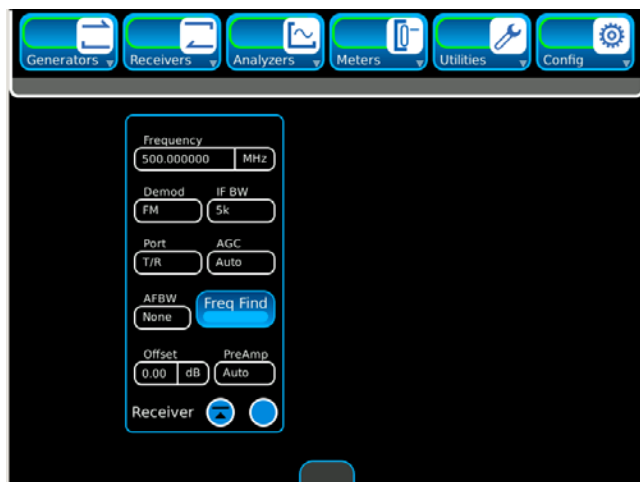 Generators Receivers Analyzers Meters Utilities Config
Frequency
500.000000 MHz
Demod IF BW
FM 5k
Port AGC
T/R Auto
AFBW
None Freq Find
Offset PreAmp
0.00 dB Auto
Receiver